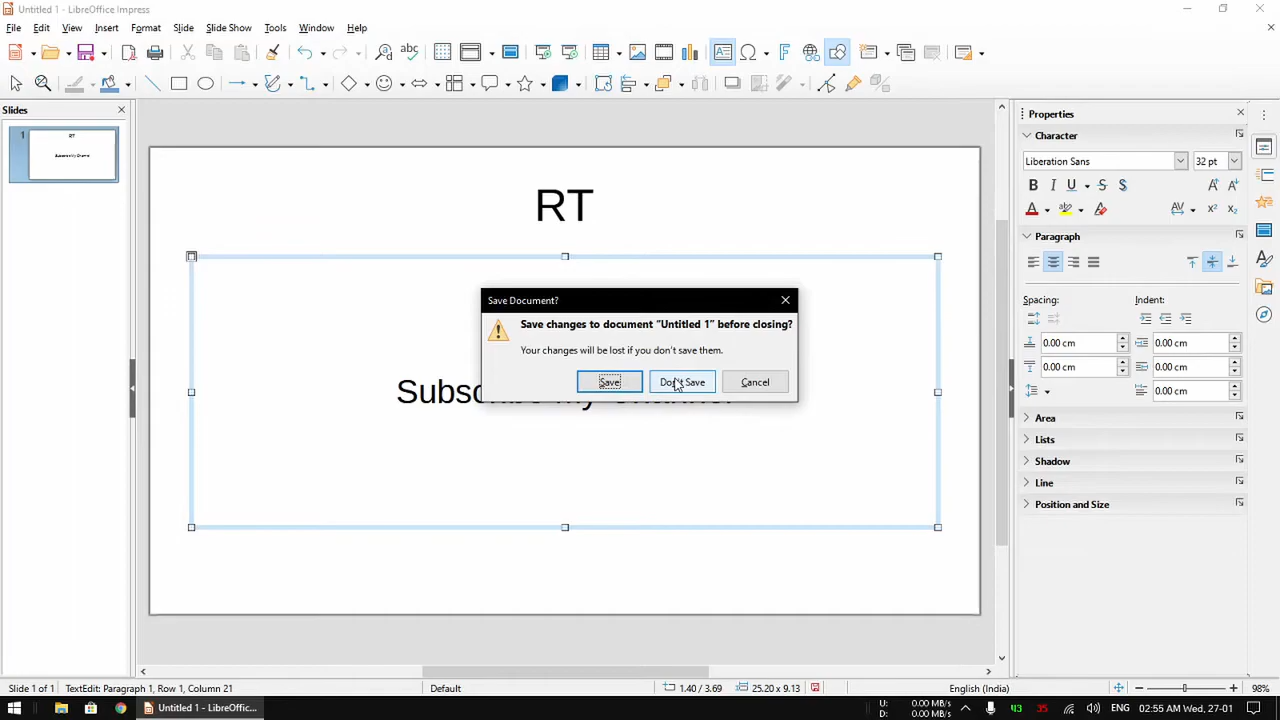 Untitled 1 - LibreOffice Impress
File Edit View Insert Format Slide Slide Show Tools Window Help
Slides
1
RT
RT
Save Document?
Save changes to document "Untitled 1" before closing?
Your changes will be lost if you don't save them.
Save Don't Save Cancel
Properties
Character
Liberation Sans 32 pt
Paragraph
Spacing: Indent:
0.00 cm 0.00 cm
0.00 cm 0.00 cm
0.00 cm
Area
Lists
Shadow
Line
Position and Size
Slide 1 of 1 TextEdit: Paragraph 1, Row 1, Column 21 Default 1.40 / 3.69 25.20 x 9.13 English (India) 98%
Untitled 1 - LibreOffic...
U: 0.00 MB/s
D: 0.00 MB/s
43 35 ENG 02:55 AM Wed, 27-01